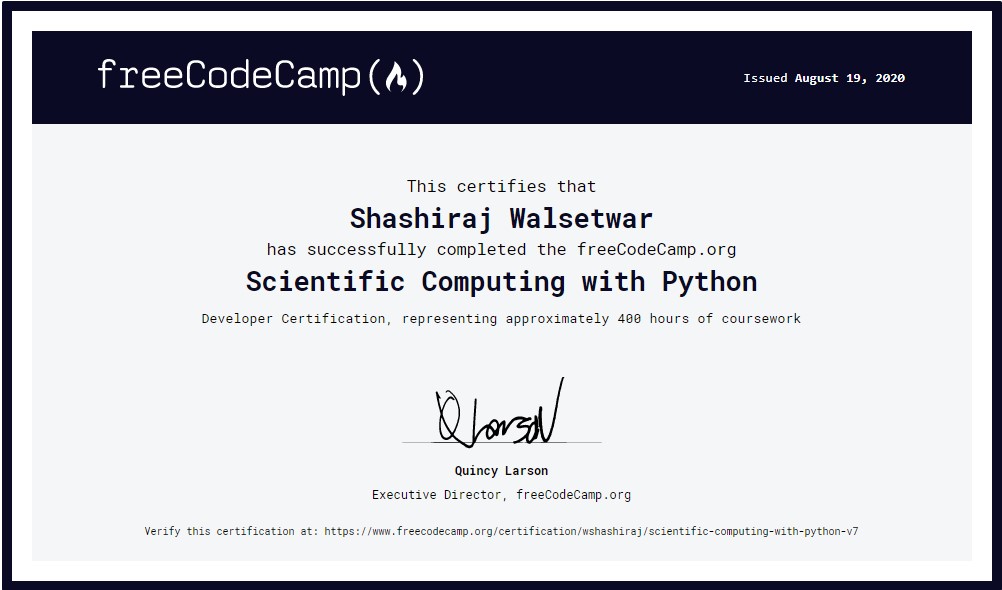 freeCodeCamp(🔥)
Issued August 19, 2020
This certifies that
Shashiraj Walsetwar
has successfully completed the freeCodeCamp.org
Scientific Computing with Python
Developer Certification, representing approximately 400 hours of coursework
QLarson
Quincy Larson
Executive Director, freeCodeCamp.org
Verify this certification at: https://www.freecodecamp.org/certification/wshashiraj/scientific-computing-with-python-v7